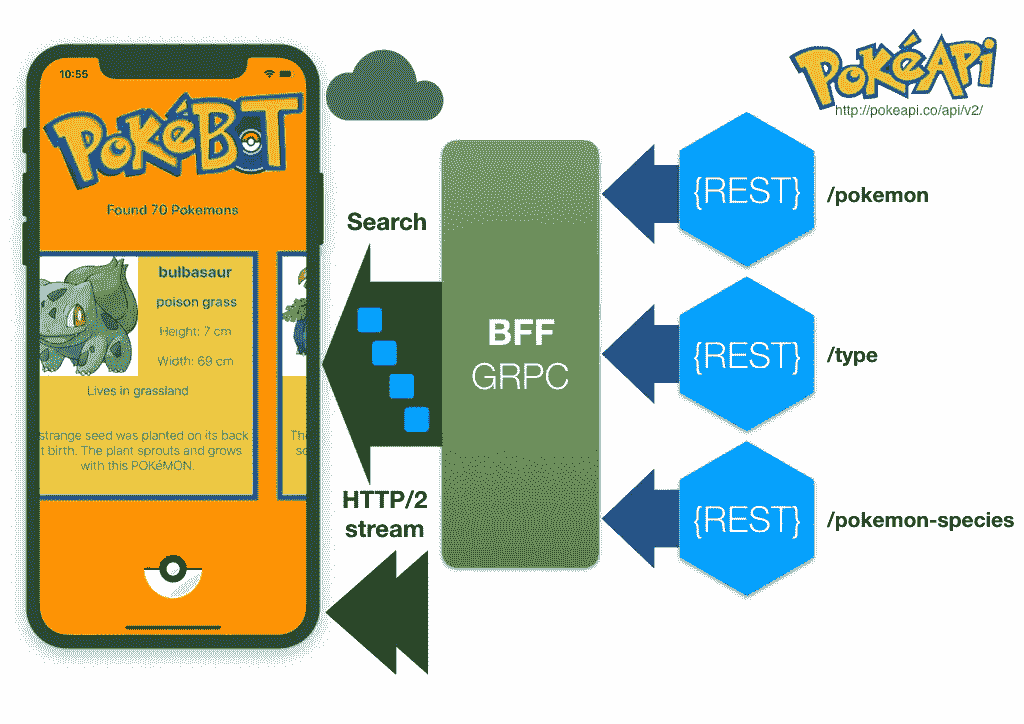 10:55
PokéBOT
Found 70 Pokemons
bulbasaur
poison grass
Height: 7 cm
Width: 69 cm
Lives in grassland
strange seed was planted on its back
t birth. The plant sprouts and grows
with this POKéMON.
Th
so
Search
HTTP/2
stream
BFF
GRPC
PokéAPi
http://pokeapi.co/api/v2/
{REST}
/pokemon
{REST}
/type
{REST}
/pokemon-species